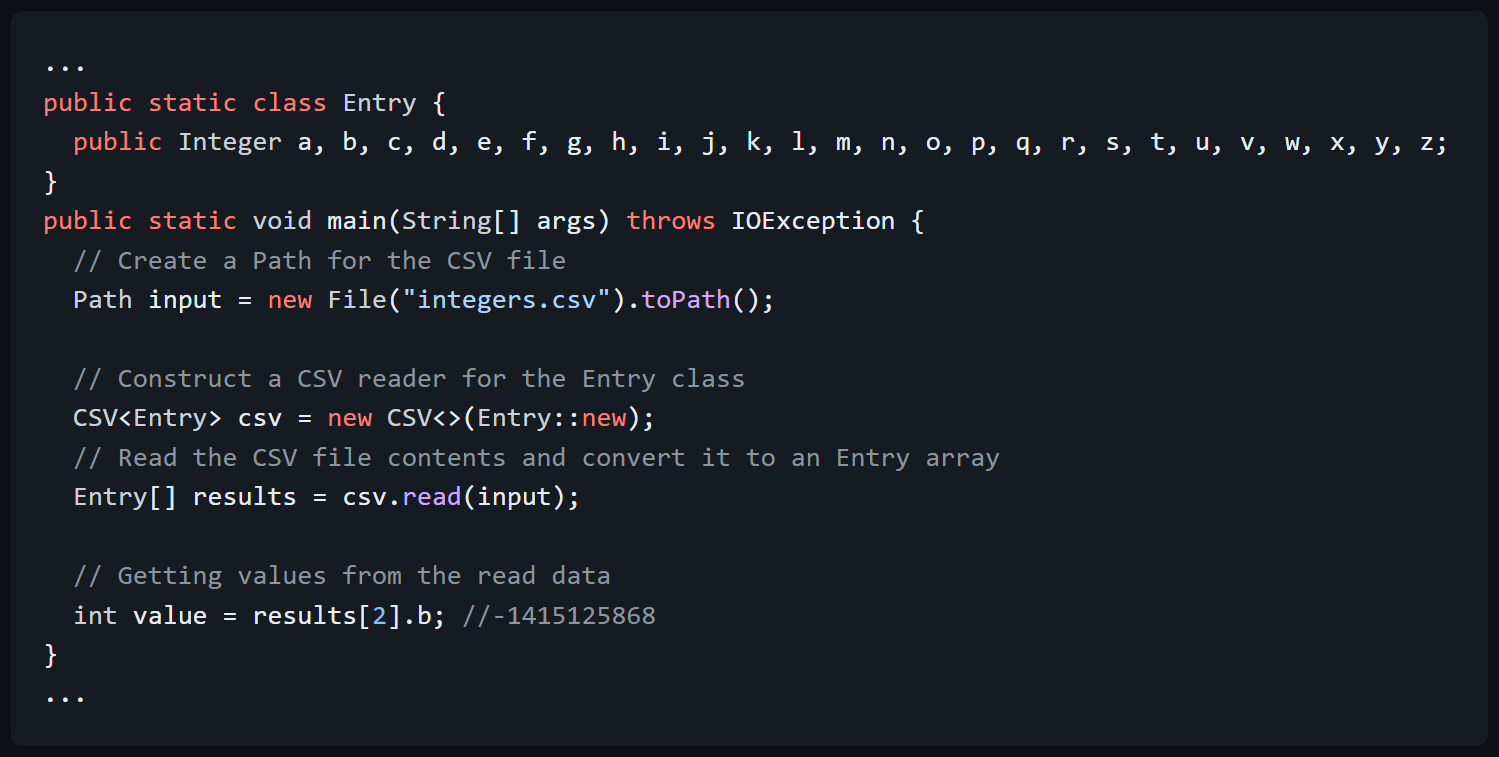 ...
public static class Entry {
  public Integer a, b, c, d, e, f, g, h, i, j, k, l, m, n, o, p, q, r, s, t, u, v, w, x, y, z;
}
public static void main(String[] args) throws IOException {
  // Create a Path for the CSV file
  Path input = new File("integers.csv").toPath();

  // Construct a CSV reader for the Entry class
  CSV<Entry> csv = new CSV<>(Entry::new);
  // Read the CSV file contents and convert it to an Entry array
  Entry[] results = csv.read(input);

  // Getting values from the read data
  int value = results[2].b; //-1415125868
}
...